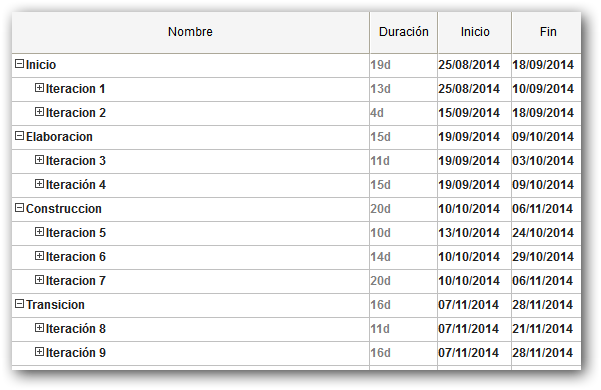 Nombre Duración Inicio Fin
Inicio 19d 25/08/2014 18/09/2014
Iteracion 1 13d 25/08/2014 10/09/2014
Iteracion 2 4d 15/09/2014 18/09/2014
Elaboracion 15d 19/09/2014 09/10/2014
Iteracion 3 11d 19/09/2014 03/10/2014
Iteración 4 15d 19/09/2014 09/10/2014
Construccion 20d 10/10/2014 06/11/2014
Iteracion 5 10d 13/10/2014 24/10/2014
Iteracion 6 14d 10/10/2014 29/10/2014
Iteracion 7 20d 10/10/2014 06/11/2014
Transicion 16d 07/11/2014 28/11/2014
Iteración 8 11d 07/11/2014 21/11/2014
Iteración 9 16d 07/11/2014 28/11/2014